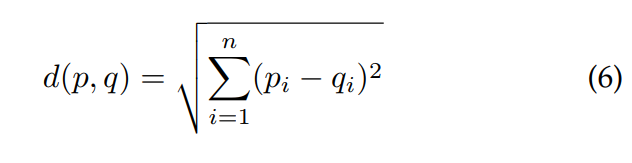 d(p, q) = √∑_{i=1}^{n}(p_i − q_i)^2 (6)